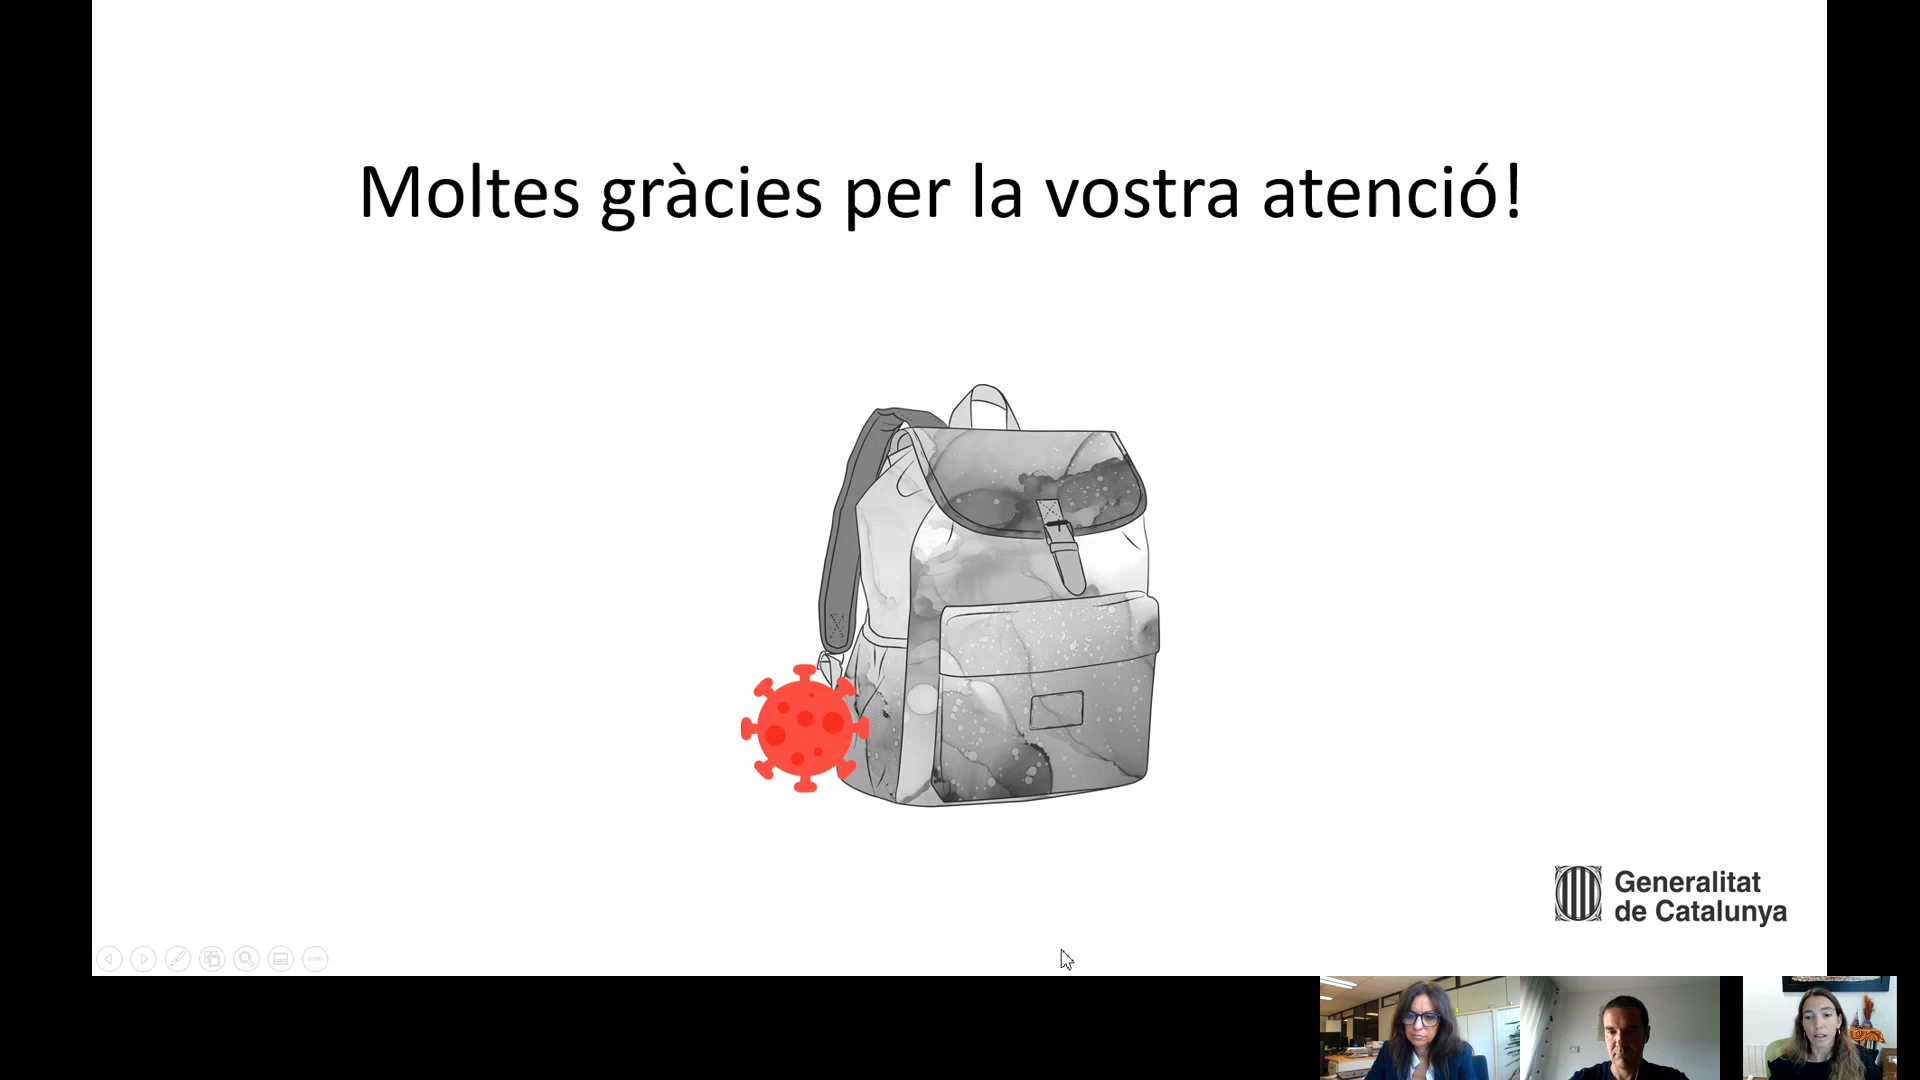 Moltes gràcies per la vostra atenció!
Generalitat
de Catalunya